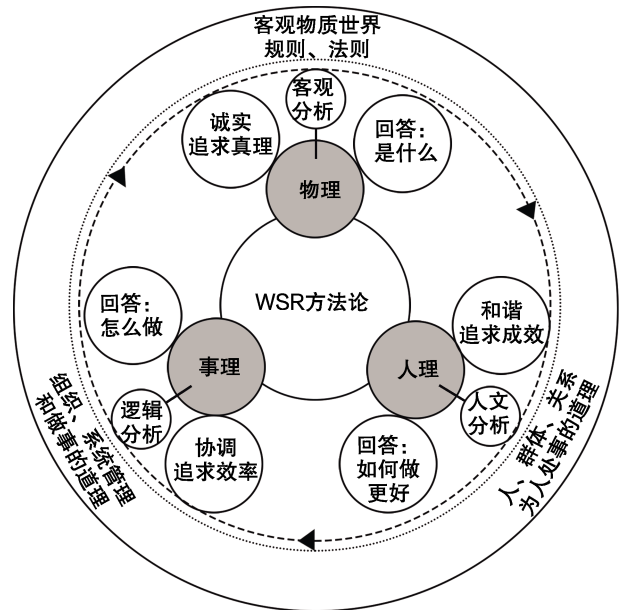 客观物质世界
规则、法则
客观
分析
诚实
追求真理
回答：
是什么
物理
WSR方法论
回答：
怎么做
事理
逻辑
分析
协调
追求效率
和谐
追求成效
人理
人文
分析
回答：
如何做
更好
组织、系统管理
和做事的道理
人、群体、关系
为人处事的道理